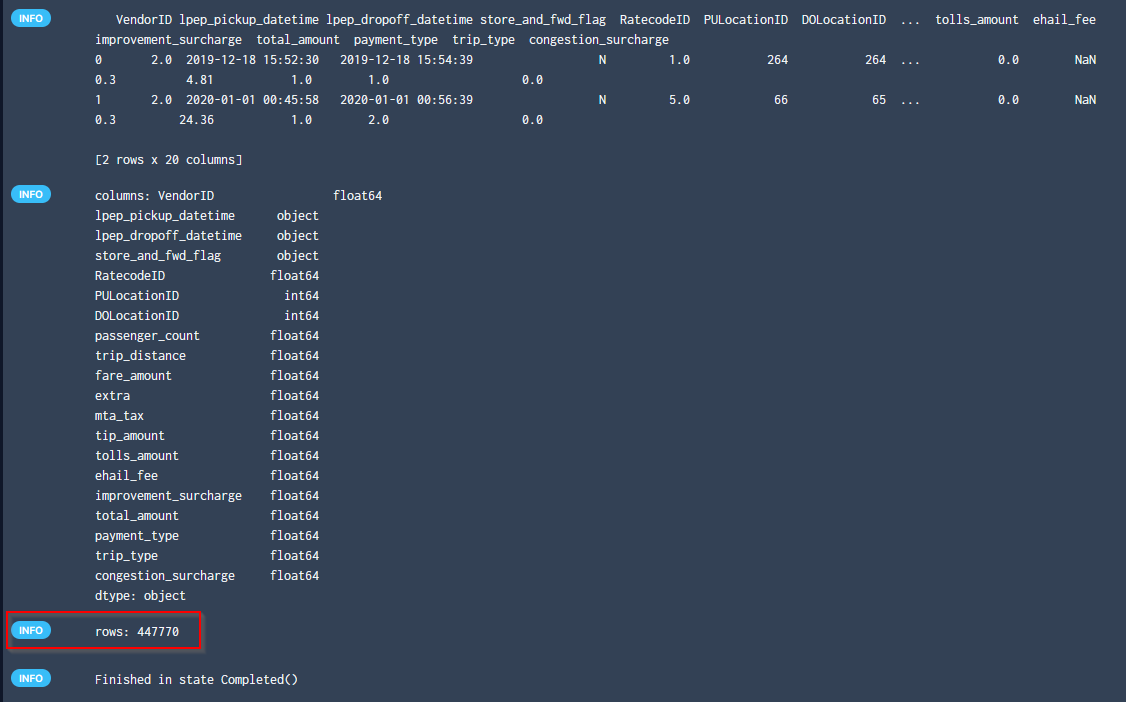 INFO VendorID lpep_pickup_datetime lpep_dropoff_datetime store_and_fwd_flag RatecodeID PULocationID DOLocationID ... tolls_amount ehail_fee
improvement_surcharge total_amount payment_type trip_type congestion_surcharge
0 2.0 2019-12-18 15:52:30 2019-12-18 15:54:39 N 1.0 264 264 ... 0.0 NaN
0.3 4.81 1.0 1.0 0.0
1 2.0 2020-01-01 00:45:58 2020-01-01 00:56:39 N 5.0 66 65 ... 0.0 NaN
0.3 24.36 1.0 2.0 0.0
[2 rows x 20 columns]
INFO columns: VendorID float64
lpep_pickup_datetime object
lpep_dropoff_datetime object
store_and_fwd_flag object
RatecodeID float64
PULocationID int64
DOLocationID int64
passenger_count float64
trip_distance float64
fare_amount float64
extra float64
mta_tax float64
tip_amount float64
tolls_amount float64
ehail_fee float64
improvement_surcharge float64
total_amount float64
payment_type float64
trip_type float64
congestion_surcharge float64
dtype: object
INFO rows: 447770
INFO Finished in state Completed()